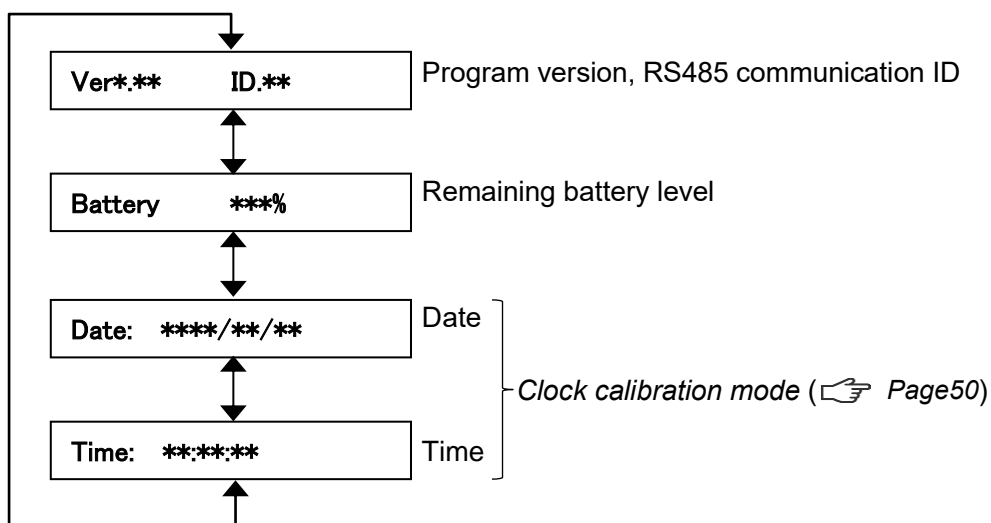 Ver*.** ID.** Program version, RS485 communication ID
Battery ***% Remaining battery level
Date: ****/**/** Date
Clock calibration mode (☞ Page50)
Time: **:**:** Time